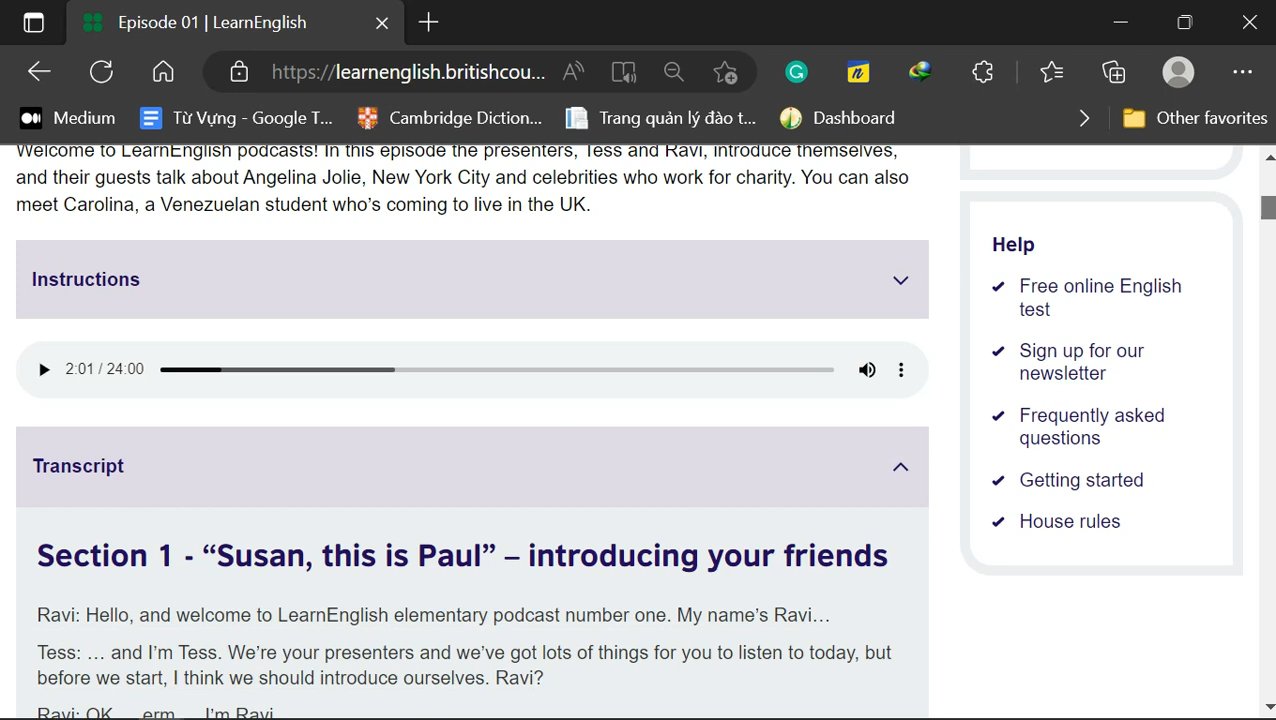 Episode 01 | LearnEnglish
https://learnenglish.britishcou...
Medium
Từ Vựng - Google T...
Cambridge Diction...
Trang quản lý đào t...
Dashboard
Other favorites
Welcome to LearnEnglish podcasts! In this episode the presenters, Tess and Ravi, introduce themselves,
and their guests talk about Angelina Jolie, New York City and celebrities who work for charity. You can also
meet Carolina, a Venezuelan student who's coming to live in the UK.
Instructions
2:01 / 24:00
Transcript
Section 1 - “Susan, this is Paul” – introducing your friends
Ravi: Hello, and welcome to LearnEnglish elementary podcast number one. My name’s Ravi…
Tess: … and I’m Tess. We’re your presenters and we’ve got lots of things for you to listen to today, but
before we start, I think we should introduce ourselves. Ravi?
Ravi: OK … erm … I’m Ravi
Help
Free online English
test
Sign up for our
newsletter
Frequently asked
questions
Getting started
House rules